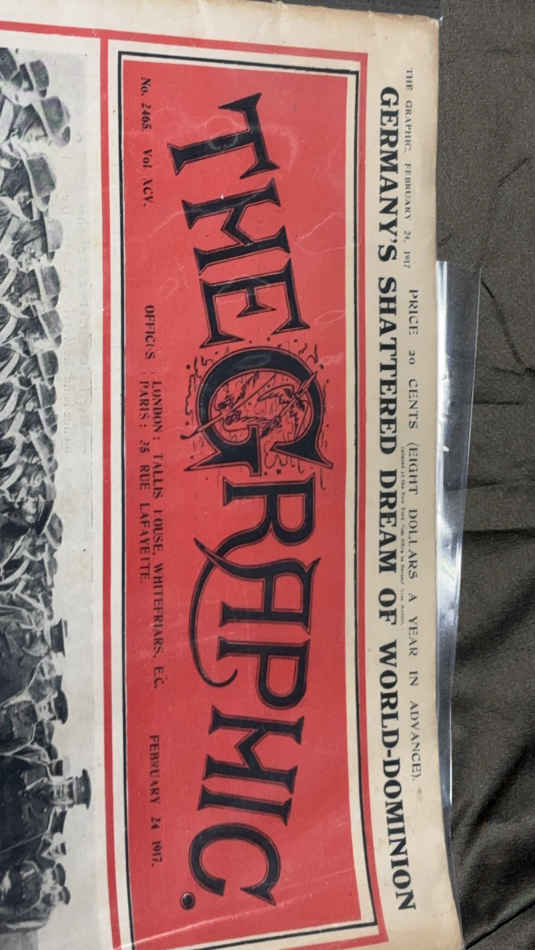 THE GRAPHIC, FEBRUARY 24, 1917 PRICE 20 CENTS (EIGHT DOLLARS A YEAR IN ADVANCE).
GERMANY'S SHATTERED DREAM OF WORLD-DOMINION
THE GRAPHIC.
No. 2465. Vol XCV.
OFFICES : LONDON : TALLIS HOUSE, WHITEFRIARS, E.C.
PARIS : 25 RUE LAFAYETTE.
FEBRUARY 24 1917.